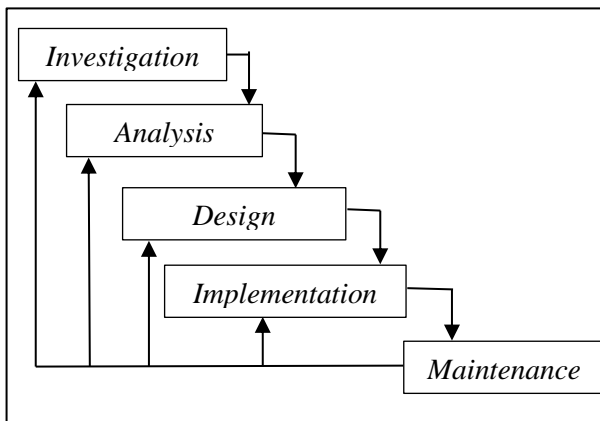 Investigation
Analysis
Design
Implementation
Maintenance